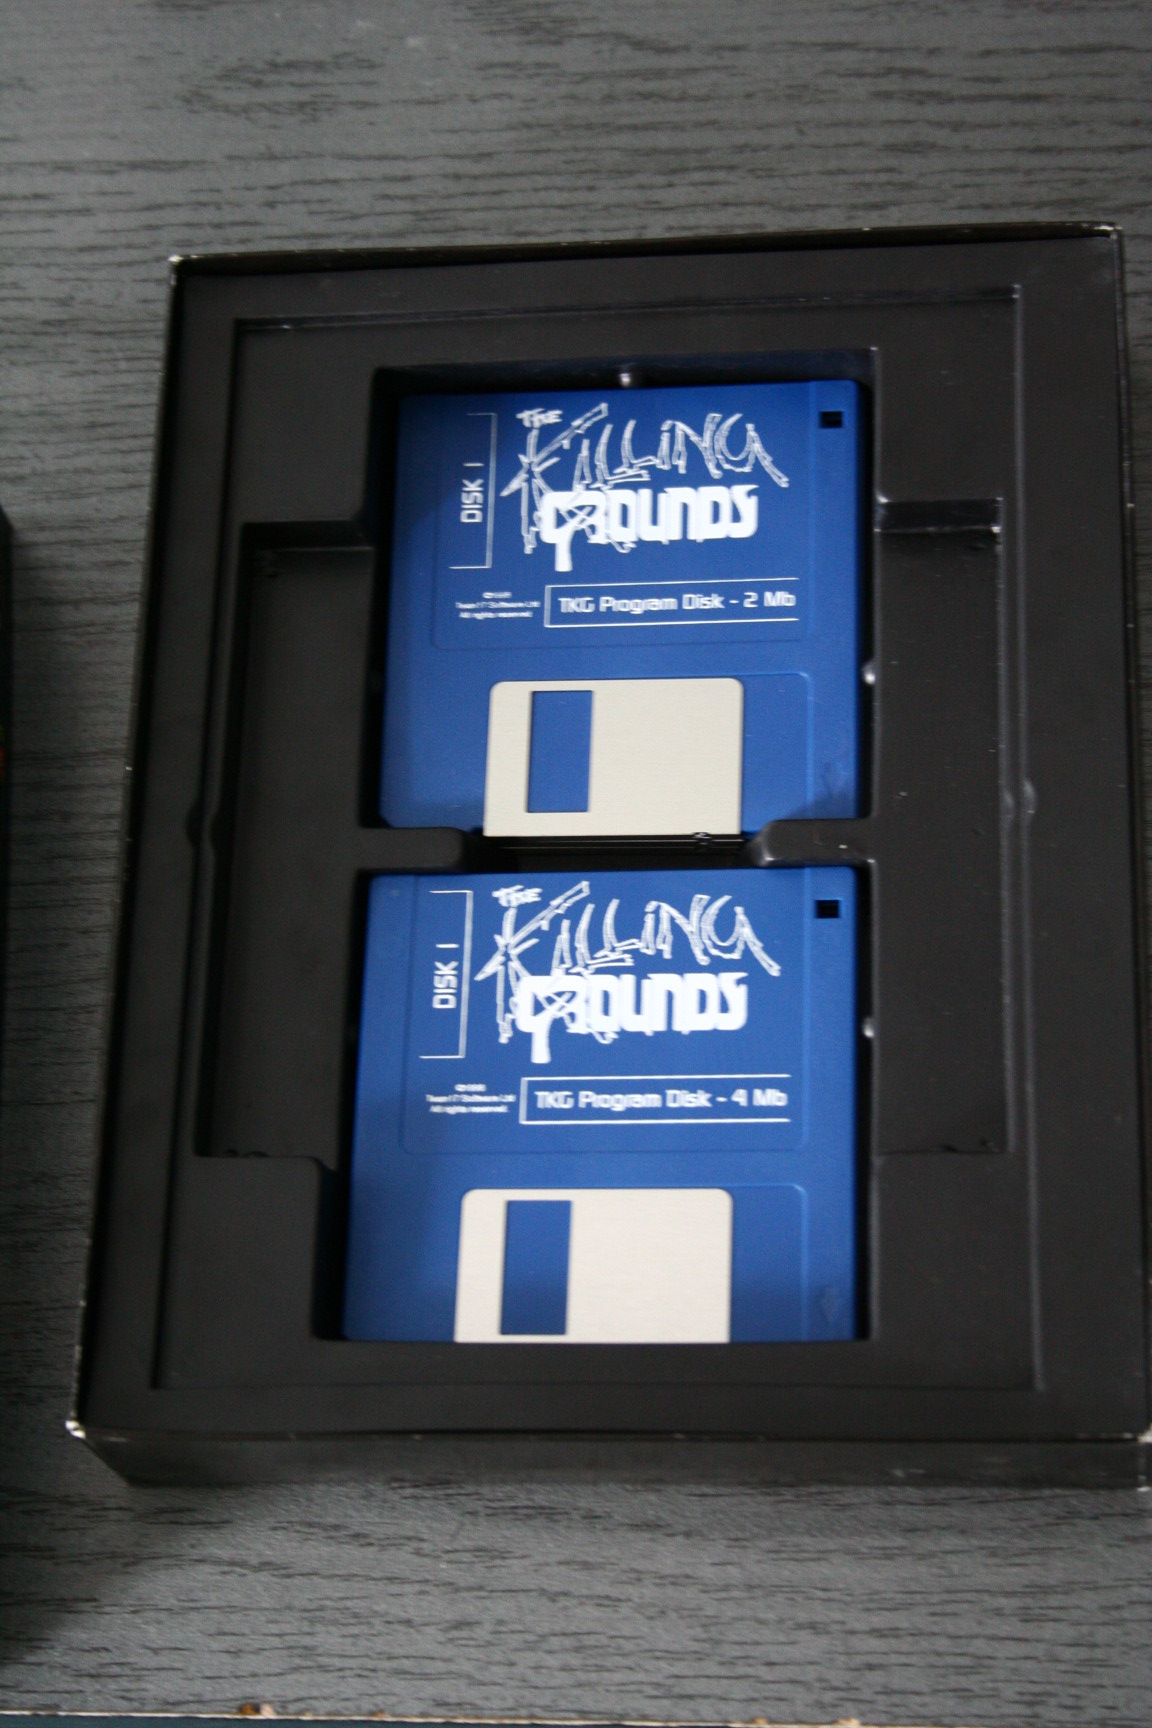 DISK 1
THE
KILLING
GROUNDS
Team17 Software Ltd
All rights reserved.
TKG Program Disk - 2 Mb
DISK 1
THE
KILLING
GROUNDS
Team17 Software Ltd
All rights reserved.
TKG Program Disk - 4 Mb